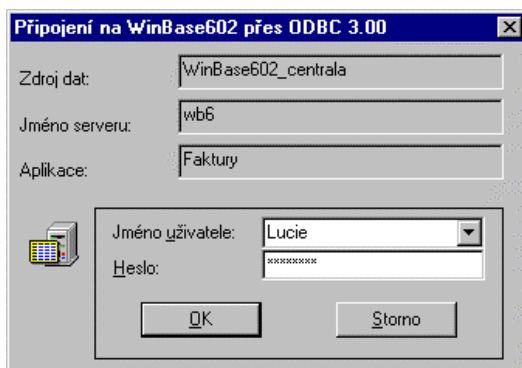 Připojení na WinBase602 přes ODBC 3.00
Zdroj dat: WinBase602_centrala
Jméno serveru: wb6
Aplikace: Faktury
Jméno uživatele: Lucie
Heslo: ********
OK Storno